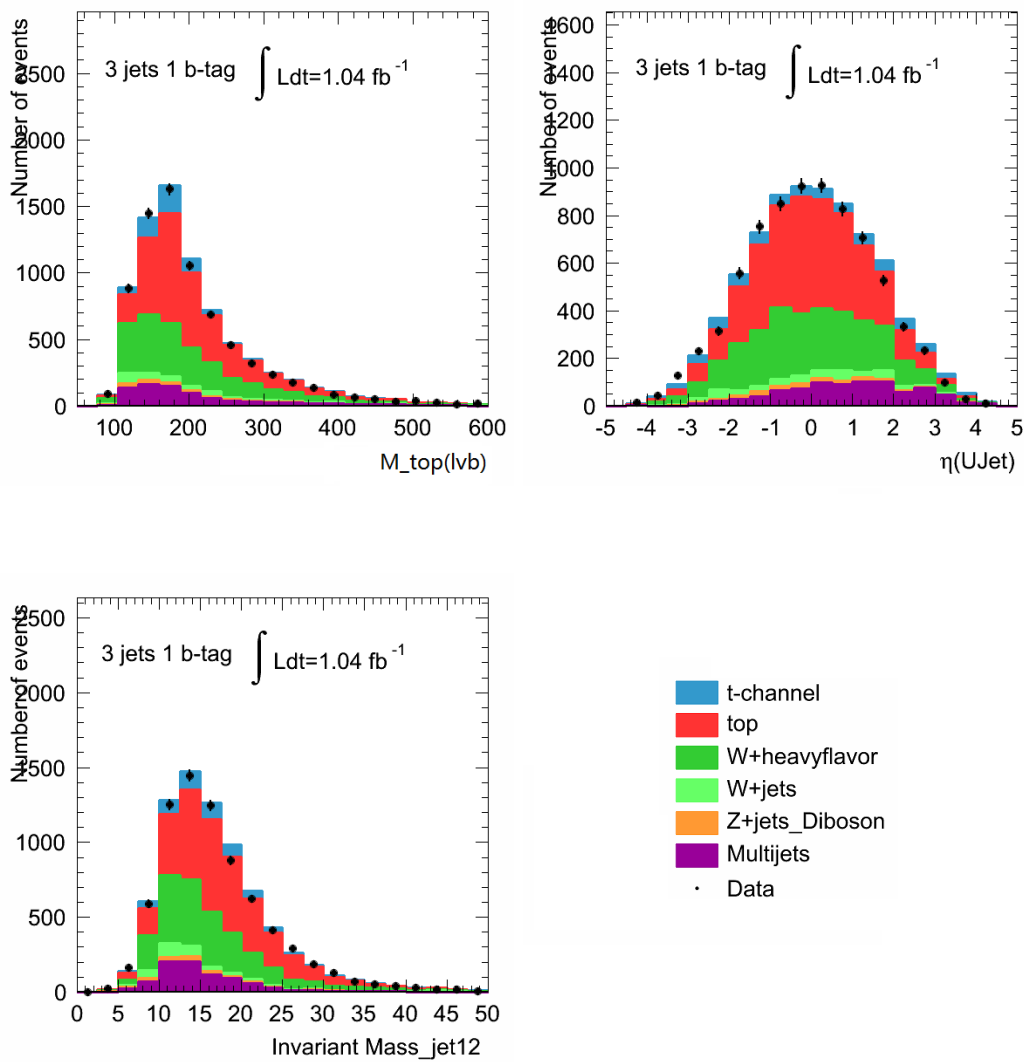 Number of events
3 jets 1 b-tag ∫ Ldt=1.04 fb -1
2500
2000
1500
1000
500
0
100 200 300 400 500 600
M_top(lvb)
Number of events
3 jets 1 b-tag ∫ Ldt=1.04 fb -1
1600
1400
1200
1000
800
600
400
200
0
-5 -4 -3 -2 -1 0 1 2 3 4 5
η(UJet)
Number of events
3 jets 1 b-tag ∫ Ldt=1.04 fb -1
2500
2000
1500
1000
500
0
0 5 10 15 20 25 30 35 40 45 50
Invariant Mass_jet12
t-channel
top
W+heavyflavor
W+jets
Z+jets_Diboson
Multijets
Data